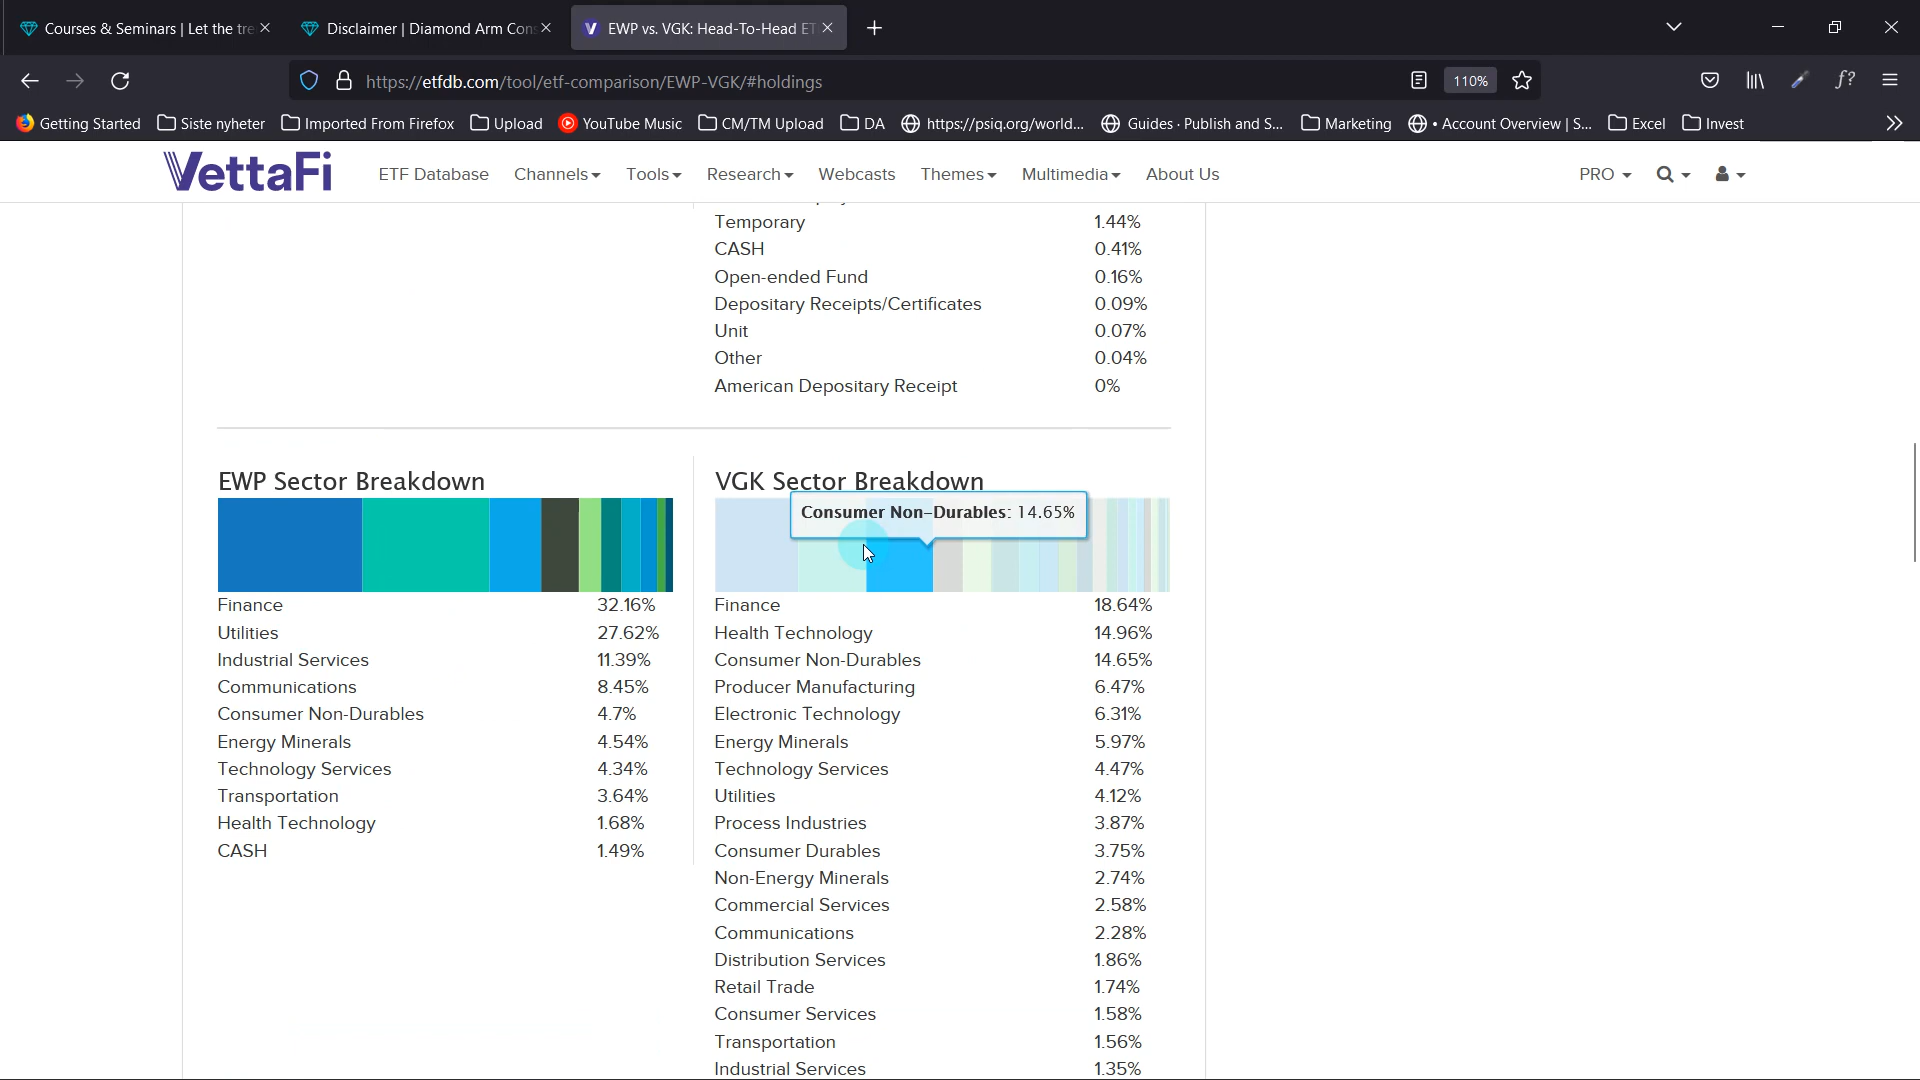 Courses & Seminars | Let the tre
Disclaimer | Diamond Arm Con
EWP vs. VGK: Head-To-Head ET
https://etfdb.com/tool/etf-comparison/EWP-VGK/#holdings
110%
Getting Started
Siste nyheter
Imported From Firefox
Upload
YouTube Music
CM/TM Upload
DA
https://psiq.org/world...
Guides · Publish and S...
Marketing
• Account Overview | S...
Excel
Invest
VettaFi
ETF Database
Channels
Tools
Research
Webcasts
Themes
Multimedia
About Us
PRO
Temporary 1.44%
CASH 0.41%
Open-ended Fund 0.16%
Depositary Receipts/Certificates 0.09%
Unit 0.07%
Other 0.04%
American Depositary Receipt 0%
EWP Sector Breakdown
Finance 32.16%
Utilities 27.62%
Industrial Services 11.39%
Communications 8.45%
Consumer Non-Durables 4.7%
Energy Minerals 4.54%
Technology Services 4.34%
Transportation 3.64%
Health Technology 1.68%
CASH 1.49%
VGK Sector Breakdown
Consumer Non-Durables: 14.65%
Finance 18.64%
Health Technology 14.96%
Consumer Non-Durables 14.65%
Producer Manufacturing 6.47%
Electronic Technology 6.31%
Energy Minerals 5.97%
Technology Services 4.47%
Utilities 4.12%
Process Industries 3.87%
Consumer Durables 3.75%
Non-Energy Minerals 2.74%
Commercial Services 2.58%
Communications 2.28%
Distribution Services 1.86%
Retail Trade 1.74%
Consumer Services 1.58%
Transportation 1.56%
Industrial Services 1.35%